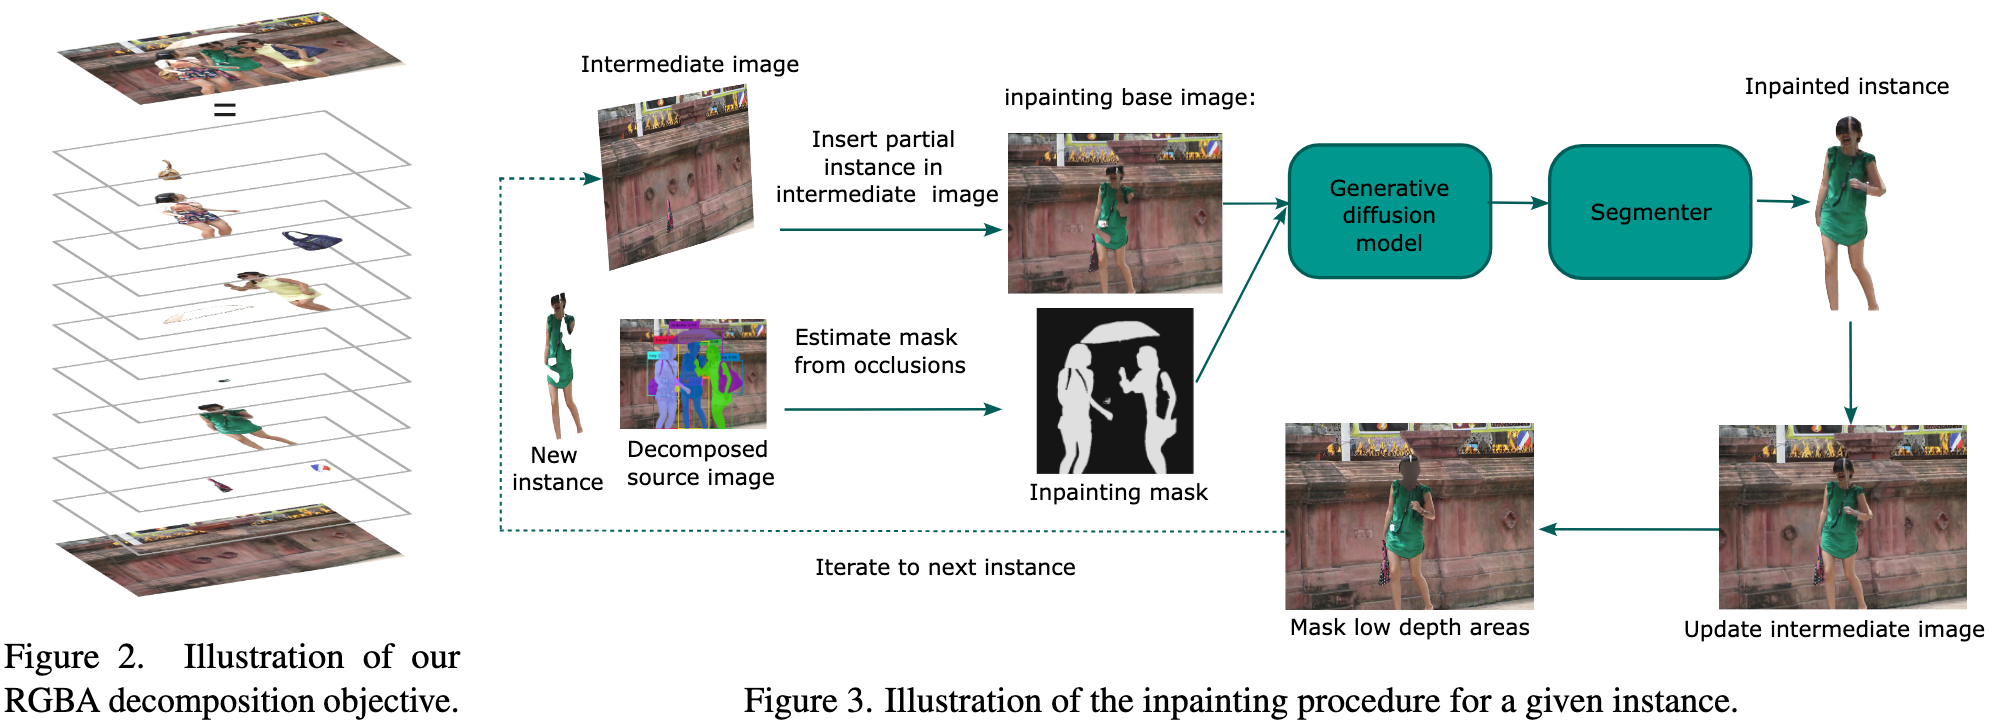 =
Intermediate image
Insert partial
instance in
intermediate image
inpainting base image:
Generative
diffusion
model
Segmenter
Inpainted instance
New
instance
Decomposed
source image
Estimate mask
from occlusions
Inpainting mask
Mask low depth areas
Update intermediate image
Iterate to next instance
Figure 2. Illustration of our
RGBA decomposition objective.
Figure 3. Illustration of the inpainting procedure for a given instance.